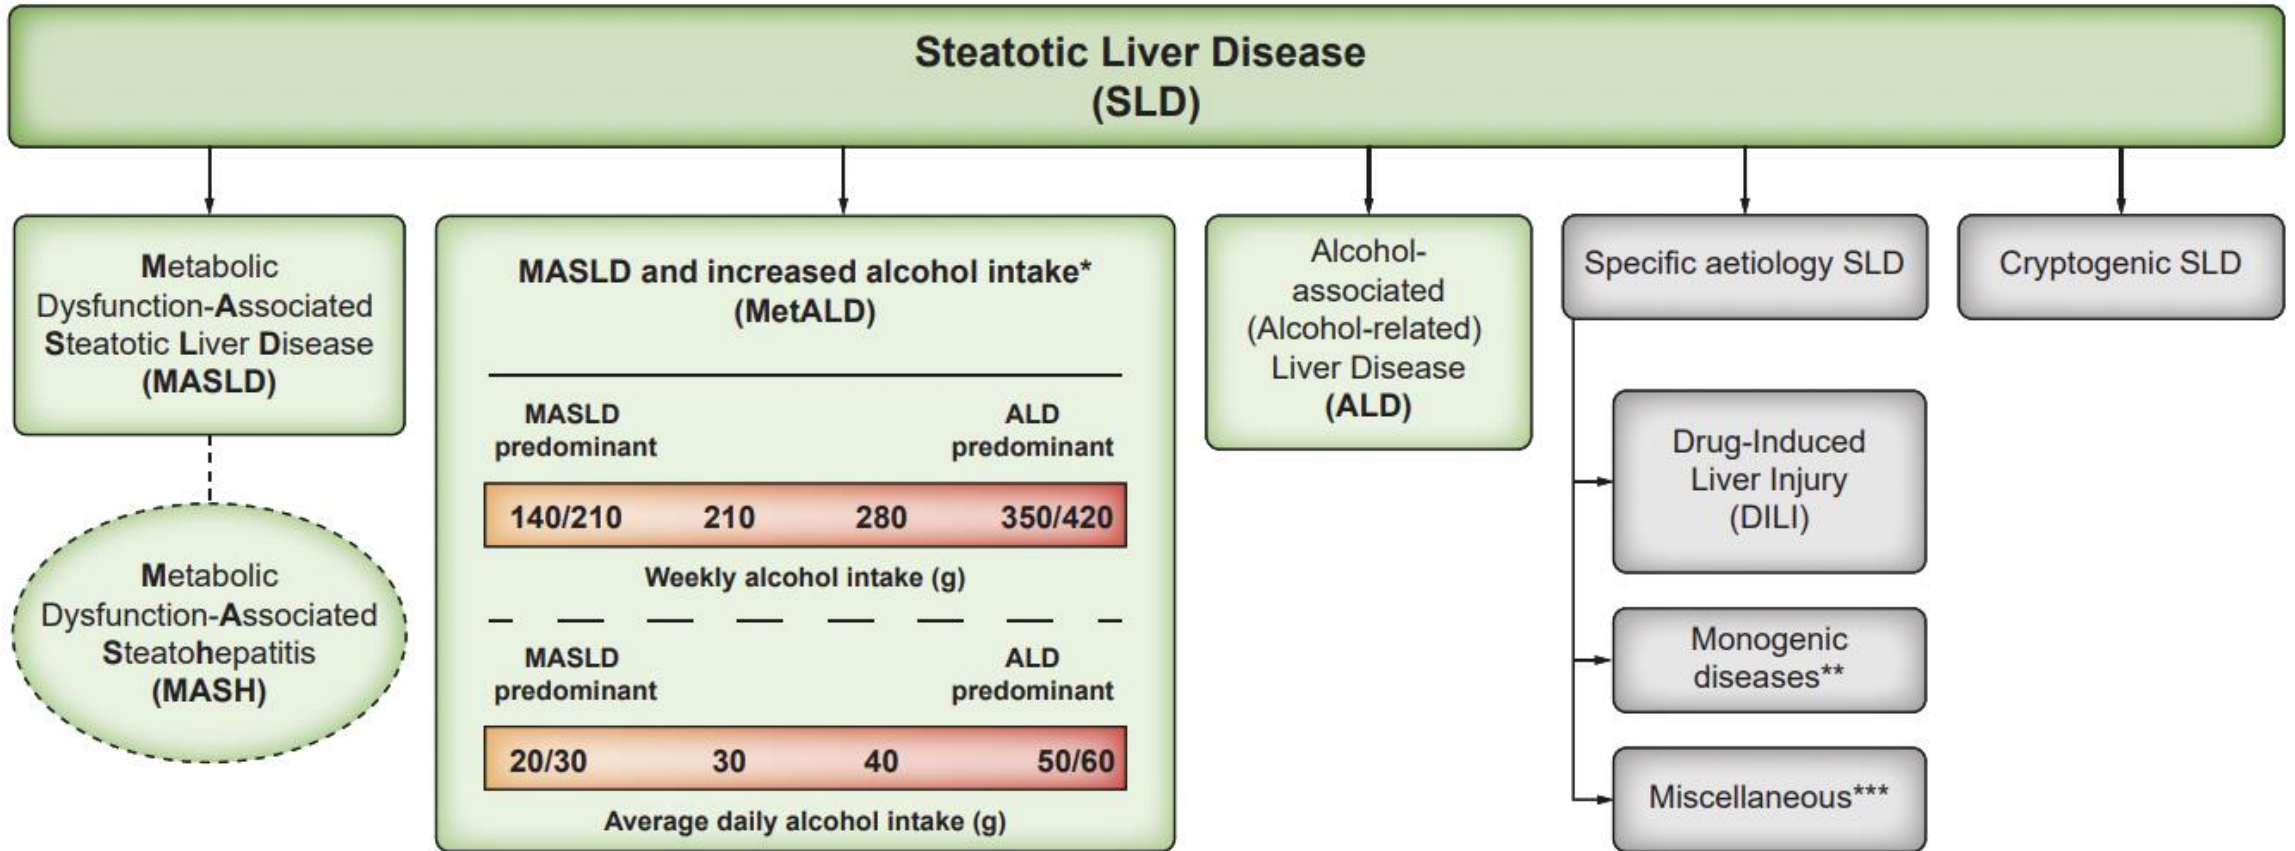 Steatotic Liver Disease
(SLD)
Metabolic
Dysfunction-Associated
Steatotic Liver Disease
(MASLD)
Metabolic
Dysfunction-Associated
Steatohepatitis
(MASH)
MASLD and increased alcohol intake*
(MetALD)
MASLD
predominant
ALD
predominant
140/210 210 280 350/420
Weekly alcohol intake (g)
MASLD
predominant
ALD
predominant
20/30 30 40 50/60
Average daily alcohol intake (g)
Alcohol-
associated
(Alcohol-related)
Liver Disease
(ALD)
Specific aetiology SLD
Drug-Induced
Liver Injury
(DILI)
Monogenic
diseases**
Miscellaneous***
Cryptogenic SLD